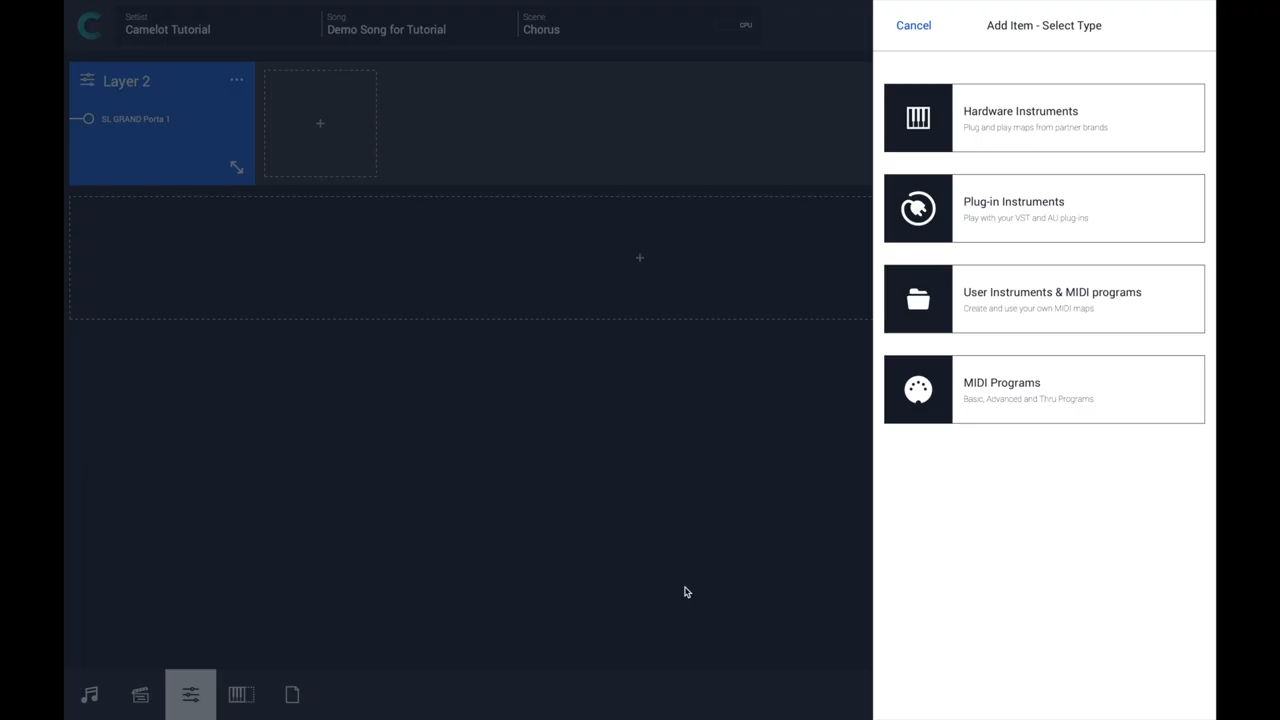 Setlist
Camelot Tutorial
Song
Demo Song for Tutorial
Scene
Chorus
CPU
Layer 2
SL GRAND Porta 1
Cancel
Add Item - Select Type
Hardware Instruments
Plug and play maps from partner brands
Plug-in Instruments
Play with your VST and AU plug-ins
User Instruments & MIDI programs
Create and use your own MIDI maps
MIDI Programs
Basic, Advanced and Thru Programs